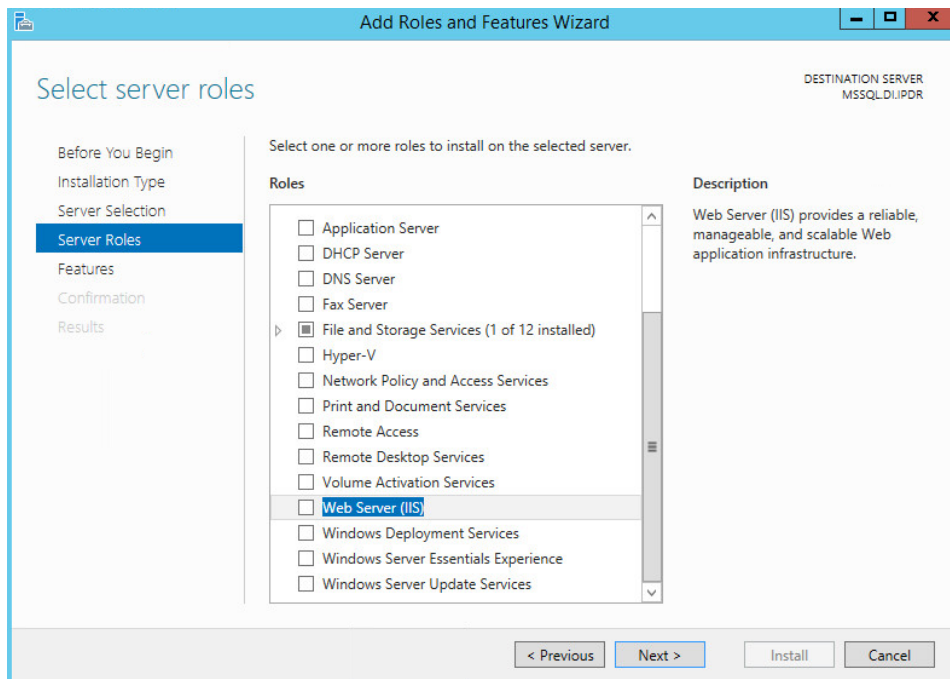 Add Roles and Features Wizard
Select server roles
DESTINATION SERVER
MSSQL.DI.IPDR
Before You Begin
Installation Type
Server Selection
Server Roles
Features
Confirmation
Results
Select one or more roles to install on the selected server.
Roles
Application Server
DHCP Server
DNS Server
Fax Server
File and Storage Services (1 of 12 installed)
Hyper-V
Network Policy and Access Services
Print and Document Services
Remote Access
Remote Desktop Services
Volume Activation Services
Web Server (IIS)
Windows Deployment Services
Windows Server Essentials Experience
Windows Server Update Services
Description
Web Server (IIS) provides a reliable,
manageable, and scalable Web
application infrastructure.
< Previous
Next >
Install
Cancel